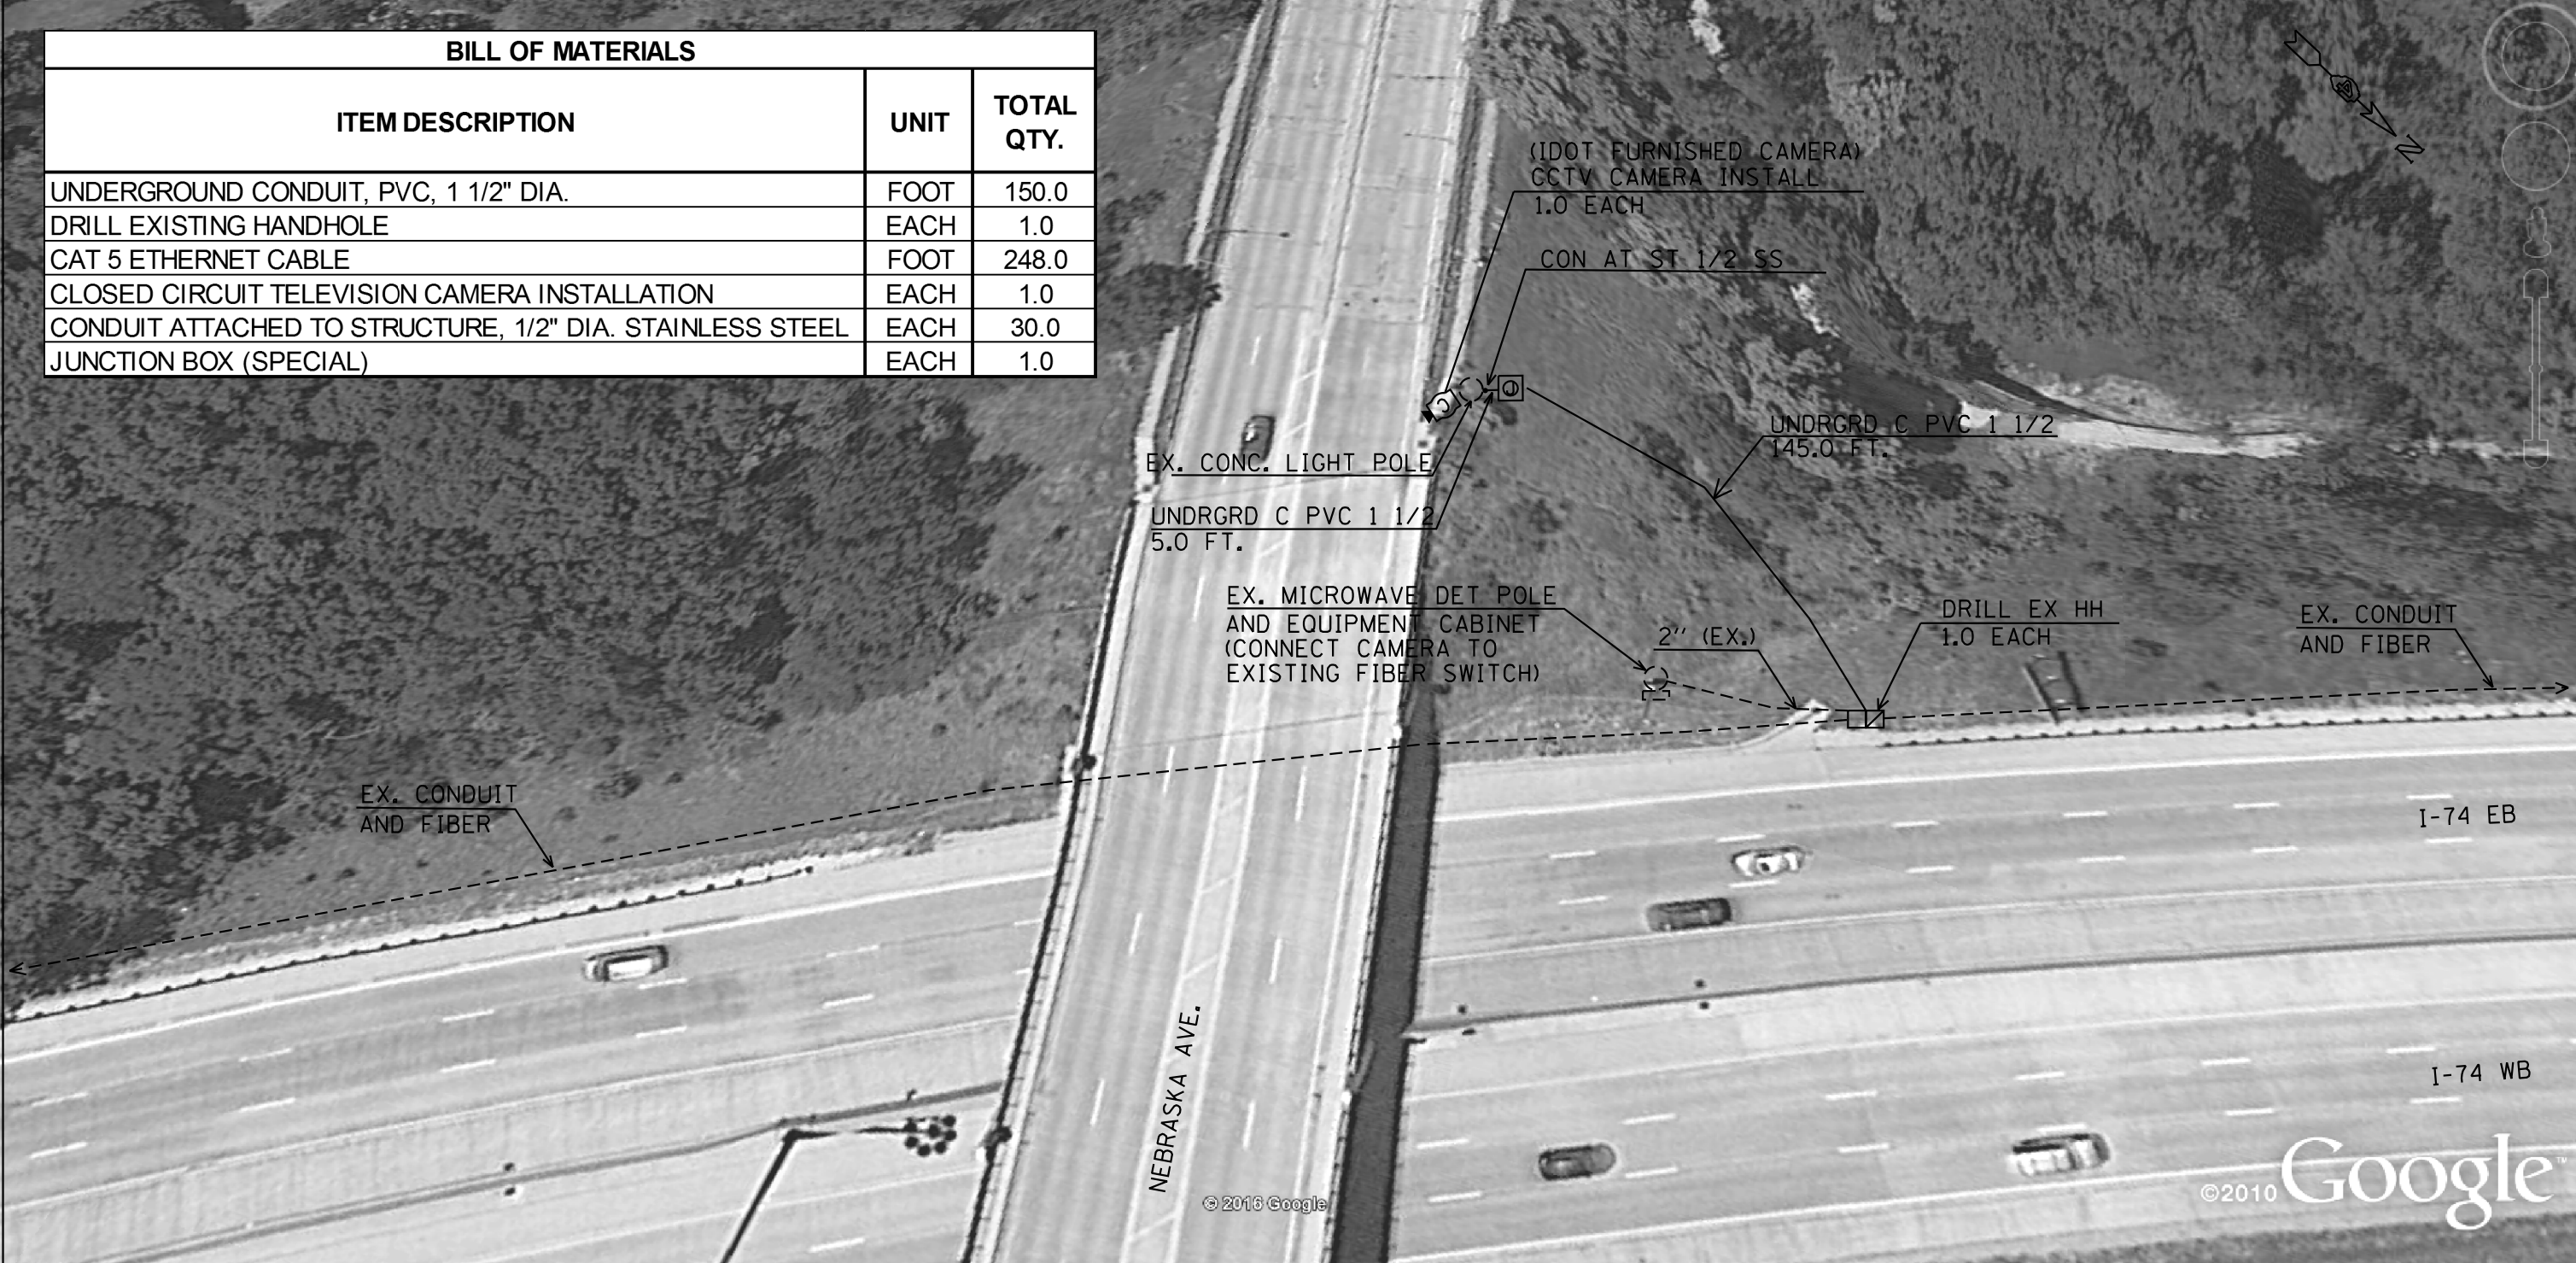 BILL OF MATERIALS
ITEM DESCRIPTION UNIT TOTAL QTY.
UNDERGROUND CONDUIT, PVC, 1 1/2" DIA. FOOT 150.0
DRILL EXISTING HANDHOLE EACH 1.0
CAT 5 ETHERNET CABLE FOOT 248.0
CLOSED CIRCUIT TELEVISION CAMERA INSTALLATION EACH 1.0
CONDUIT ATTACHED TO STRUCTURE, 1/2" DIA. STAINLESS STEEL EACH 30.0
JUNCTION BOX (SPECIAL) EACH 1.0
N
(IDOT FURNISHED CAMERA)
CCTV CAMERA INSTALL
1.0 EACH
CON AT ST 1/2 SS
UNDRGRD C PVC 1 1/2
145.0 FT.
EX. CONC. LIGHT POLE
UNDRGRD C PVC 1 1/2
5.0 FT.
EX. MICROWAVE DET POLE
AND EQUIPMENT CABINET
(CONNECT CAMERA TO
EXISTING FIBER SWITCH)
2'' (EX.)
DRILL EX HH
1.0 EACH
EX. CONDUIT
AND FIBER
EX. CONDUIT
AND FIBER
I-74 EB
I-74 WB
NEBRASKA AVE.
© 2016 Google
©2010 Google™